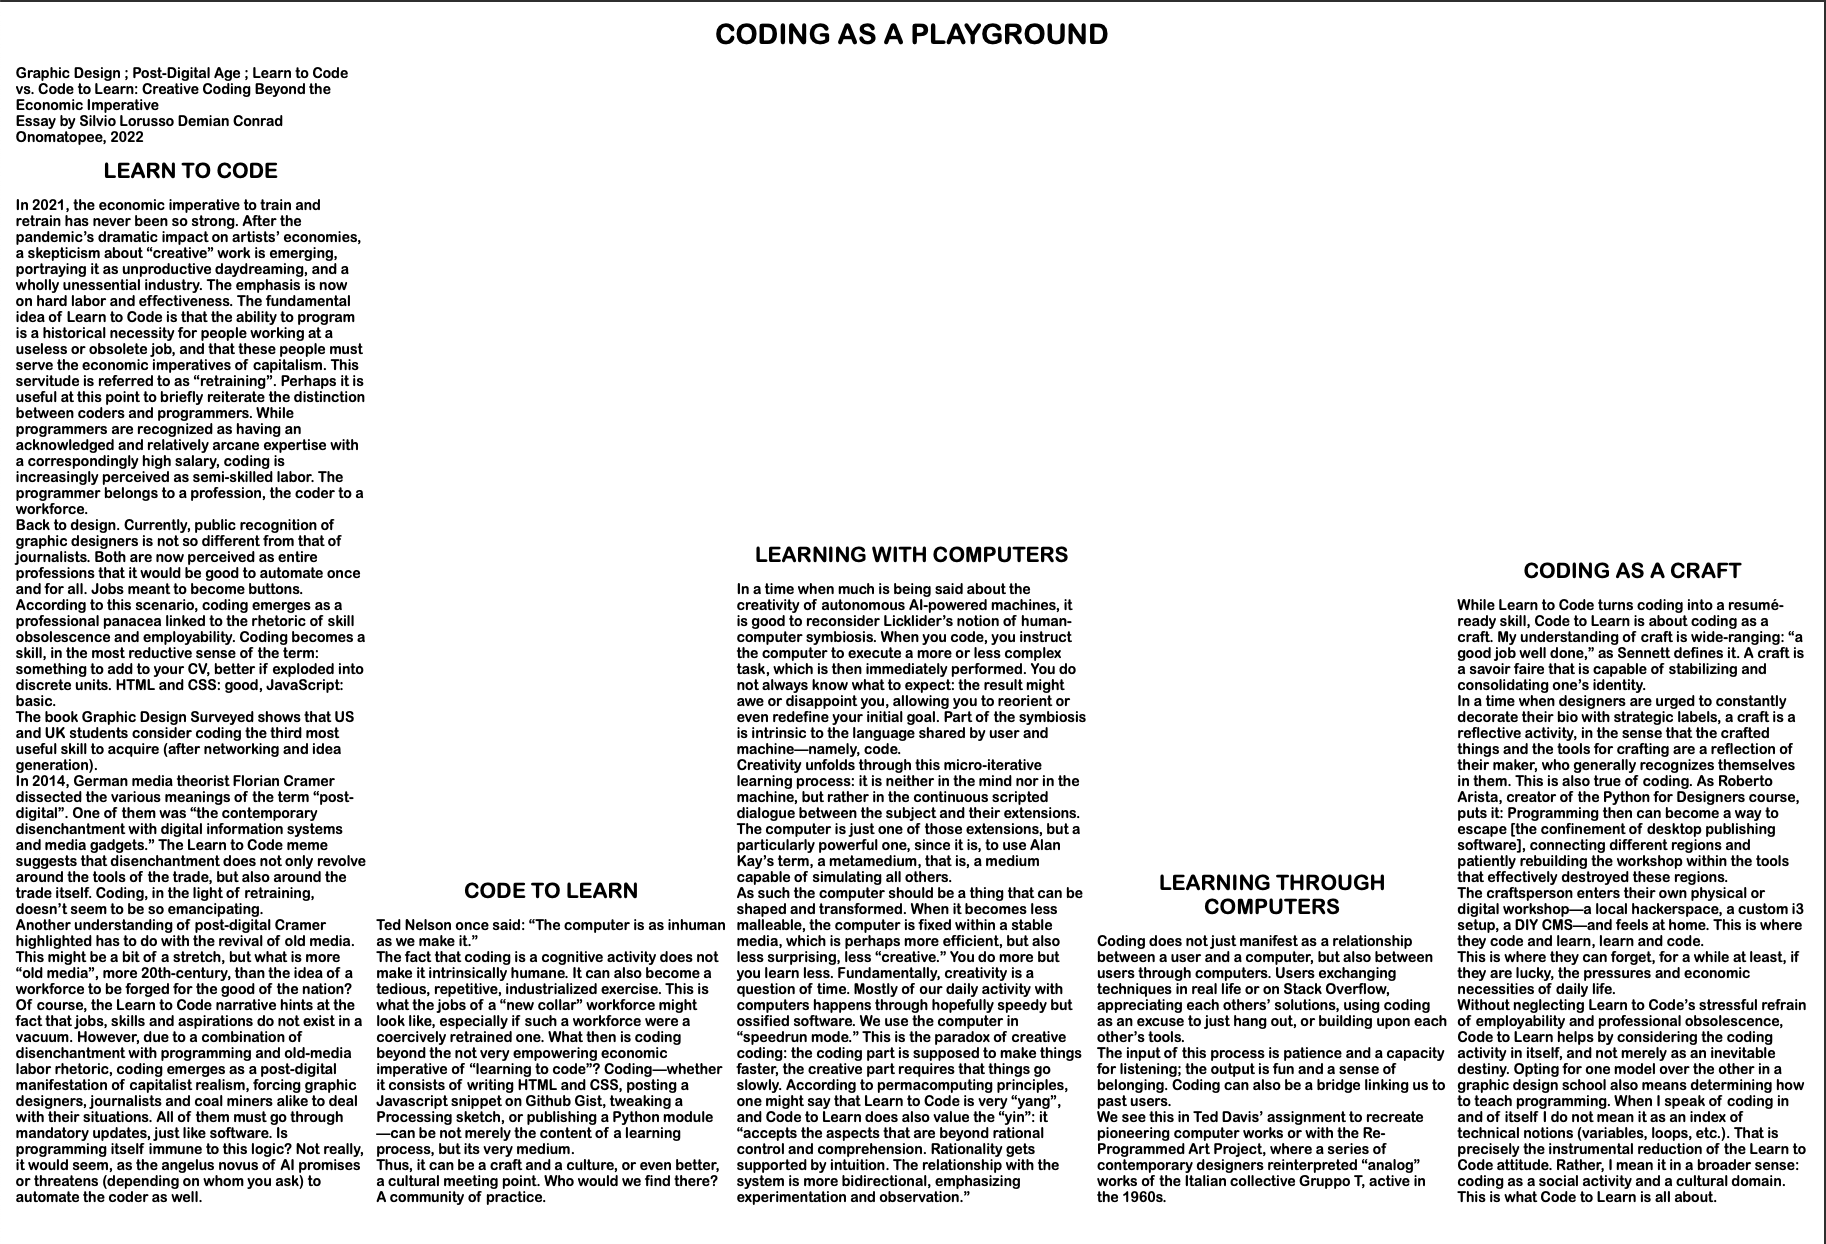 CODING AS A PLAYGROUND
Graphic Design ; Post-Digital Age ; Learn to Code
vs. Code to Learn: Creative Coding Beyond the
Economic Imperative
Essay by Silvio Lorusso Demian Conrad
Onomatopee, 2022
LEARN TO CODE
In 2021, the economic imperative to train and
retrain has never been so strong. After the
pandemic’s dramatic impact on artists’ economies,
a skepticism about “creative” work is emerging,
portraying it as unproductive daydreaming, and a
wholly unessential industry. The emphasis is now
on hard labor and effectiveness. The fundamental
idea of Learn to Code is that the ability to program
is a historical necessity for people working at a
useless or obsolete job, and that these people must
serve the economic imperatives of capitalism. This
servitude is referred to as “retraining”. Perhaps it is
useful at this point to briefly reiterate the distinction
between coders and programmers. While
programmers are recognized as having an
acknowledged and relatively arcane expertise with
a correspondingly high salary, coding is
increasingly perceived as semi-skilled labor. The
programmer belongs to a profession, the coder to a
workforce.
Back to design. Currently, public recognition of
graphic designers is not so different from that of
journalists. Both are now perceived as entire
professions that it would be good to automate once
and for all. Jobs meant to become buttons.
According to this scenario, coding emerges as a
professional panacea linked to the rhetoric of skill
obsolescence and employability. Coding becomes a
skill, in the most reductive sense of the term:
something to add to your CV, better if exploded into
discrete units. HTML and CSS: good, JavaScript:
basic.
The book Graphic Design Surveyed shows that US
and UK students consider coding the third most
useful skill to acquire (after networking and idea
generation).
In 2014, German media theorist Florian Cramer
dissected the various meanings of the term “post-
digital”. One of them was “the contemporary
disenchantment with digital information systems
and media gadgets.” The Learn to Code meme
suggests that disenchantment does not only revolve
around the tools of the trade, but also around the
trade itself. Coding, in the light of retraining,
doesn’t seem to be so emancipating.
Another understanding of post-digital Cramer
highlighted has to do with the revival of old media.
This might be a bit of a stretch, but what is more
“old media”, more 20th-century, than the idea of a
workforce to be forged for the good of the nation?
Of course, the Learn to Code narrative hints at the
fact that jobs, skills and aspirations do not exist in a
vacuum. However, due to a combination of
disenchantment with programming and old-media
labor rhetoric, coding emerges as a post-digital
manifestation of capitalist realism, forcing graphic
designers, journalists and coal miners alike to deal
with their situations. All of them must go through
mandatory updates, just like software. Is
programming itself immune to this logic? Not really,
it would seem, as the angelus novus of AI promises
or threatens (depending on whom you ask) to
automate the coder as well.
CODE TO LEARN
Ted Nelson once said: “The computer is as inhuman
as we make it.”
The fact that coding is a cognitive activity does not
make it intrinsically humane. It can also become a
tedious, repetitive, industrialized exercise. This is
what the jobs of a “new collar” workforce might
look like, especially if such a workforce were a
coercively retrained one. What then is coding
beyond the not very empowering economic
imperative of “learning to code”? Coding—whether
it consists of writing HTML and CSS, posting a
Javascript snippet on Github Gist, tweaking a
Processing sketch, or publishing a Python module
—can be not merely the content of a learning
process, but its very medium.
Thus, it can be a craft and a culture, or even better,
a cultural meeting point. Who would we find there?
A community of practice.
LEARNING WITH COMPUTERS
In a time when much is being said about the
creativity of autonomous AI-powered machines, it
is good to reconsider Licklider’s notion of human-
computer symbiosis. When you code, you instruct
the computer to execute a more or less complex
task, which is then immediately performed. You do
not always know what to expect: the result might
awe or disappoint you, allowing you to reorient or
even redefine your initial goal. Part of the symbiosis
is intrinsic to the language shared by user and
machine—namely, code.
Creativity unfolds through this micro-iterative
learning process: it is neither in the mind nor in the
machine, but rather in the continuous scripted
dialogue between the subject and their extensions.
The computer is just one of those extensions, but a
particularly powerful one, since it is, to use Alan
Kay’s term, a metamedium, that is, a medium
capable of simulating all others.
As such the computer should be a thing that can be
shaped and transformed. When it becomes less
malleable, the computer is fixed within a stable
media, which is perhaps more efficient, but also
less surprising, less “creative.” You do more but
you learn less. Fundamentally, creativity is a
question of time. Mostly of our daily activity with
computers happens through hopefully speedy but
ossified software. We use the computer in
“speedrun mode.” This is the paradox of creative
coding: the coding part is supposed to make things
faster, the creative part requires that things go
slowly. According to permacomputing principles,
one might say that Learn to Code is very “yang”,
and Code to Learn does also value the “yin”: it
“accepts the aspects that are beyond rational
control and comprehension. Rationality gets
supported by intuition. The relationship with the
system is more bidirectional, emphasizing
experimentation and observation.”
LEARNING THROUGH
COMPUTERS
Coding does not just manifest as a relationship
between a user and a computer, but also between
users through computers. Users exchanging
techniques in real life or on Stack Overflow,
appreciating each others’ solutions, using coding
as an excuse to just hang out, or building upon each
other’s tools.
The input of this process is patience and a capacity
for listening; the output is fun and a sense of
belonging. Coding can also be a bridge linking us to
past users.
We see this in Ted Davis’ assignment to recreate
pioneering computer works or with the Re-
Programmed Art Project, where a series of
contemporary designers reinterpreted “analog”
works of the Italian collective Gruppo T, active in
the 1960s.
CODING AS A CRAFT
While Learn to Code turns coding into a resumé-
ready skill, Code to Learn is about coding as a
craft. My understanding of craft is wide-ranging: “a
good job well done,” as Sennett defines it. A craft is
a savoir faire that is capable of stabilizing and
consolidating one’s identity.
In a time when designers are urged to constantly
decorate their bio with strategic labels, a craft is a
reflective activity, in the sense that the crafted
things and the tools for crafting are a reflection of
their maker, who generally recognizes themselves
in them. This is also true of coding. As Roberto
Arista, creator of the Python for Designers course,
puts it: Programming then can become a way to
escape [the confinement of desktop publishing
software], connecting different regions and
patiently rebuilding the workshop within the tools
that effectively destroyed these regions.
The craftsperson enters their own physical or
digital workshop—a local hackerspace, a custom i3
setup, a DIY CMS—and feels at home. This is where
they code and learn, learn and code.
This is where they can forget, for a while at least, if
they are lucky, the pressures and economic
necessities of daily life.
Without neglecting Learn to Code’s stressful refrain
of employability and professional obsolescence,
Code to Learn helps by considering the coding
activity in itself, and not merely as an inevitable
destiny. Opting for one model over the other in a
graphic design school also means determining how
to teach programming. When I speak of coding in
and of itself I do not mean it as an index of
technical notions (variables, loops, etc.). That is
precisely the instrumental reduction of the Learn to
Code attitude. Rather, I mean it in a broader sense:
coding as a social activity and a cultural domain.
This is what Code to Learn is all about.